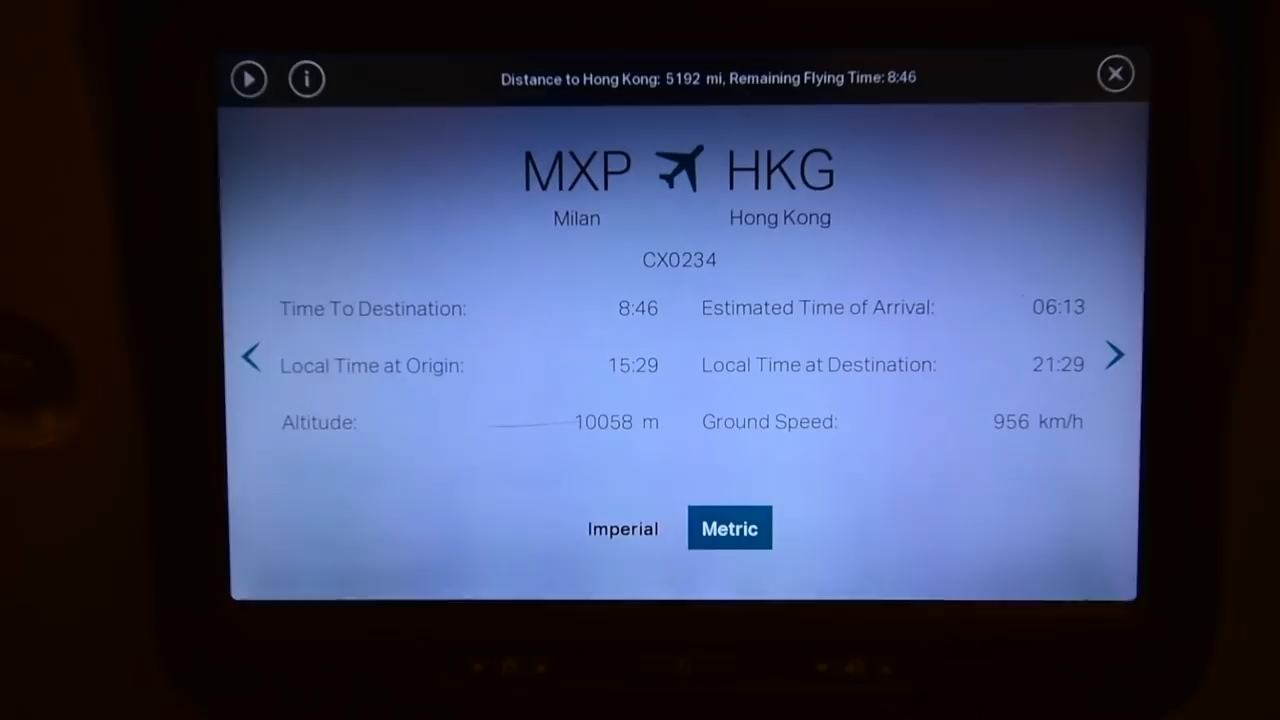 Distance to Hong Kong: 5192 mi, Remaining Flying Time: 8:46
MXP HKG
Milan Hong Kong
CX0234
Time To Destination: 8:46 Estimated Time of Arrival: 06:13
Local Time at Origin: 15:29 Local Time at Destination: 21:29
Altitude: 10058 m Ground Speed: 956 km/h
Imperial Metric